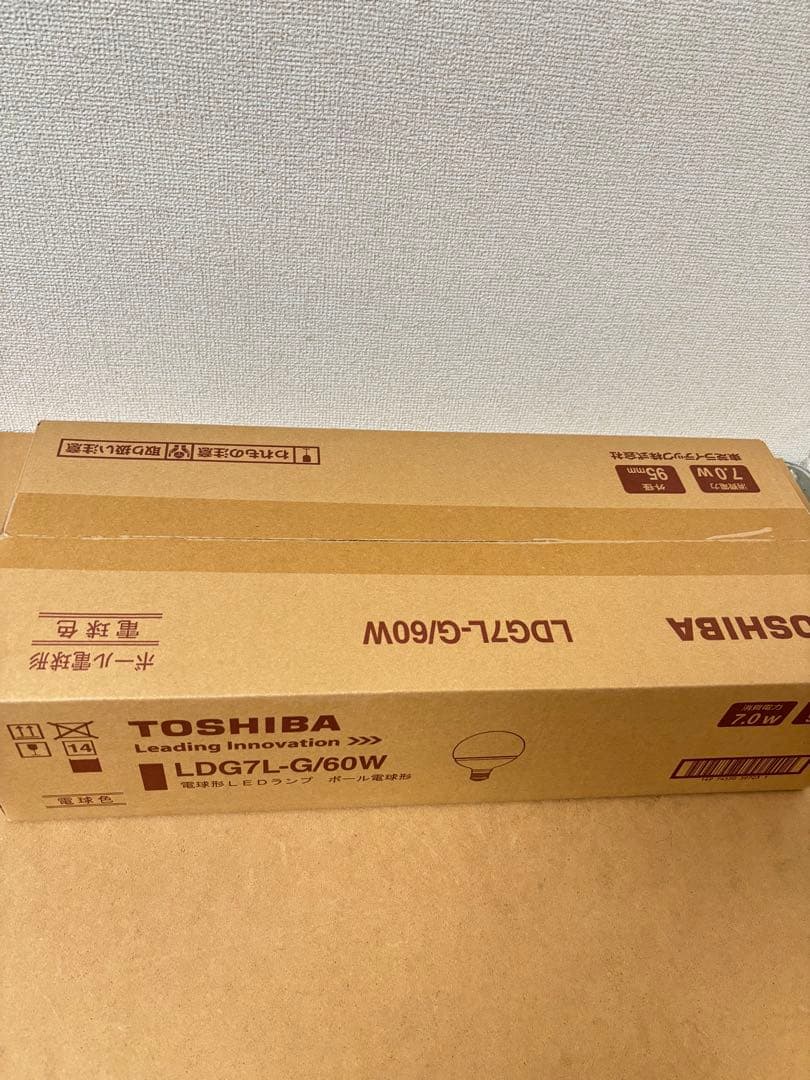 われもの注意 取り扱い注意
東芝ライテック株式会社
消費電力
7.0W
外径
95mm
TOSHIBA
LDG7L-G/60W
ボール電球形
電球色
14
TOSHIBA
Leading Innovation >>>
LDG7L-G/60W
電球形LEDランプ ボール電球形
電球色
消費電力
7.0W